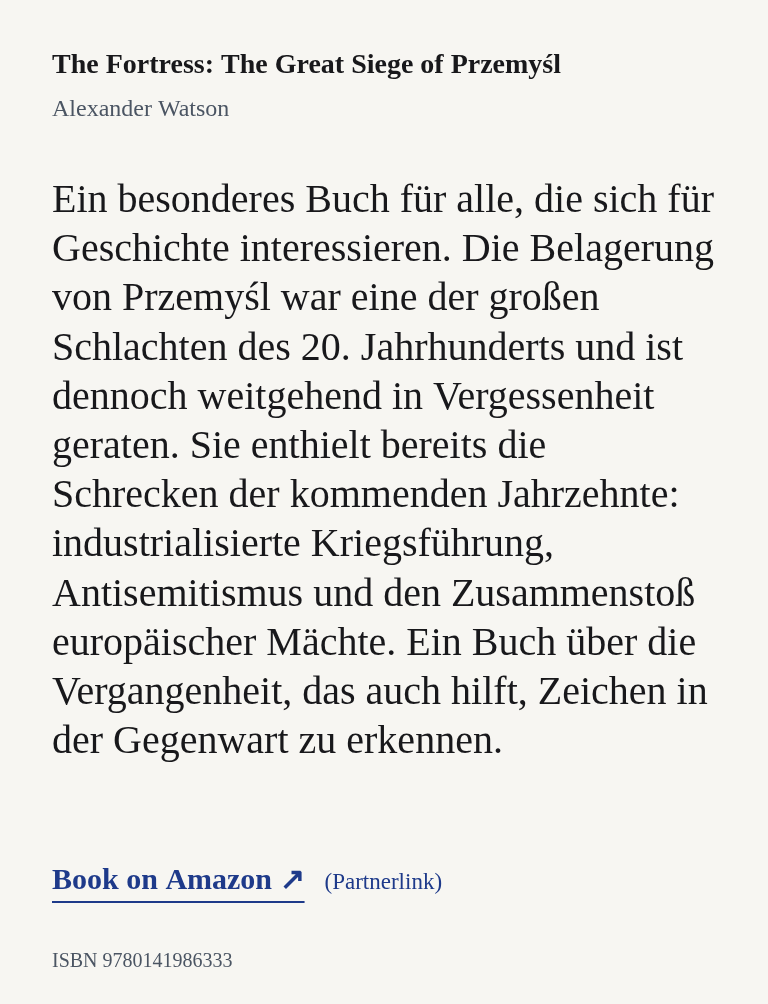 The Fortress: The Great Siege of Przemyśl
Alexander Watson
Ein besonderes Buch für alle, die sich für
Geschichte interessieren. Die Belagerung
von Przemyśl war eine der großen
Schlachten des 20. Jahrhunderts und ist
dennoch weitgehend in Vergessenheit
geraten. Sie enthielt bereits die
Schrecken der kommenden Jahrzehnte:
industrialisierte Kriegsführung,
Antisemitismus und den Zusammenstoß
europäischer Mächte. Ein Buch über die
Vergangenheit, das auch hilft, Zeichen in
der Gegenwart zu erkennen.
Book on Amazon ↗ (Partnerlink)
ISBN 9780141986333